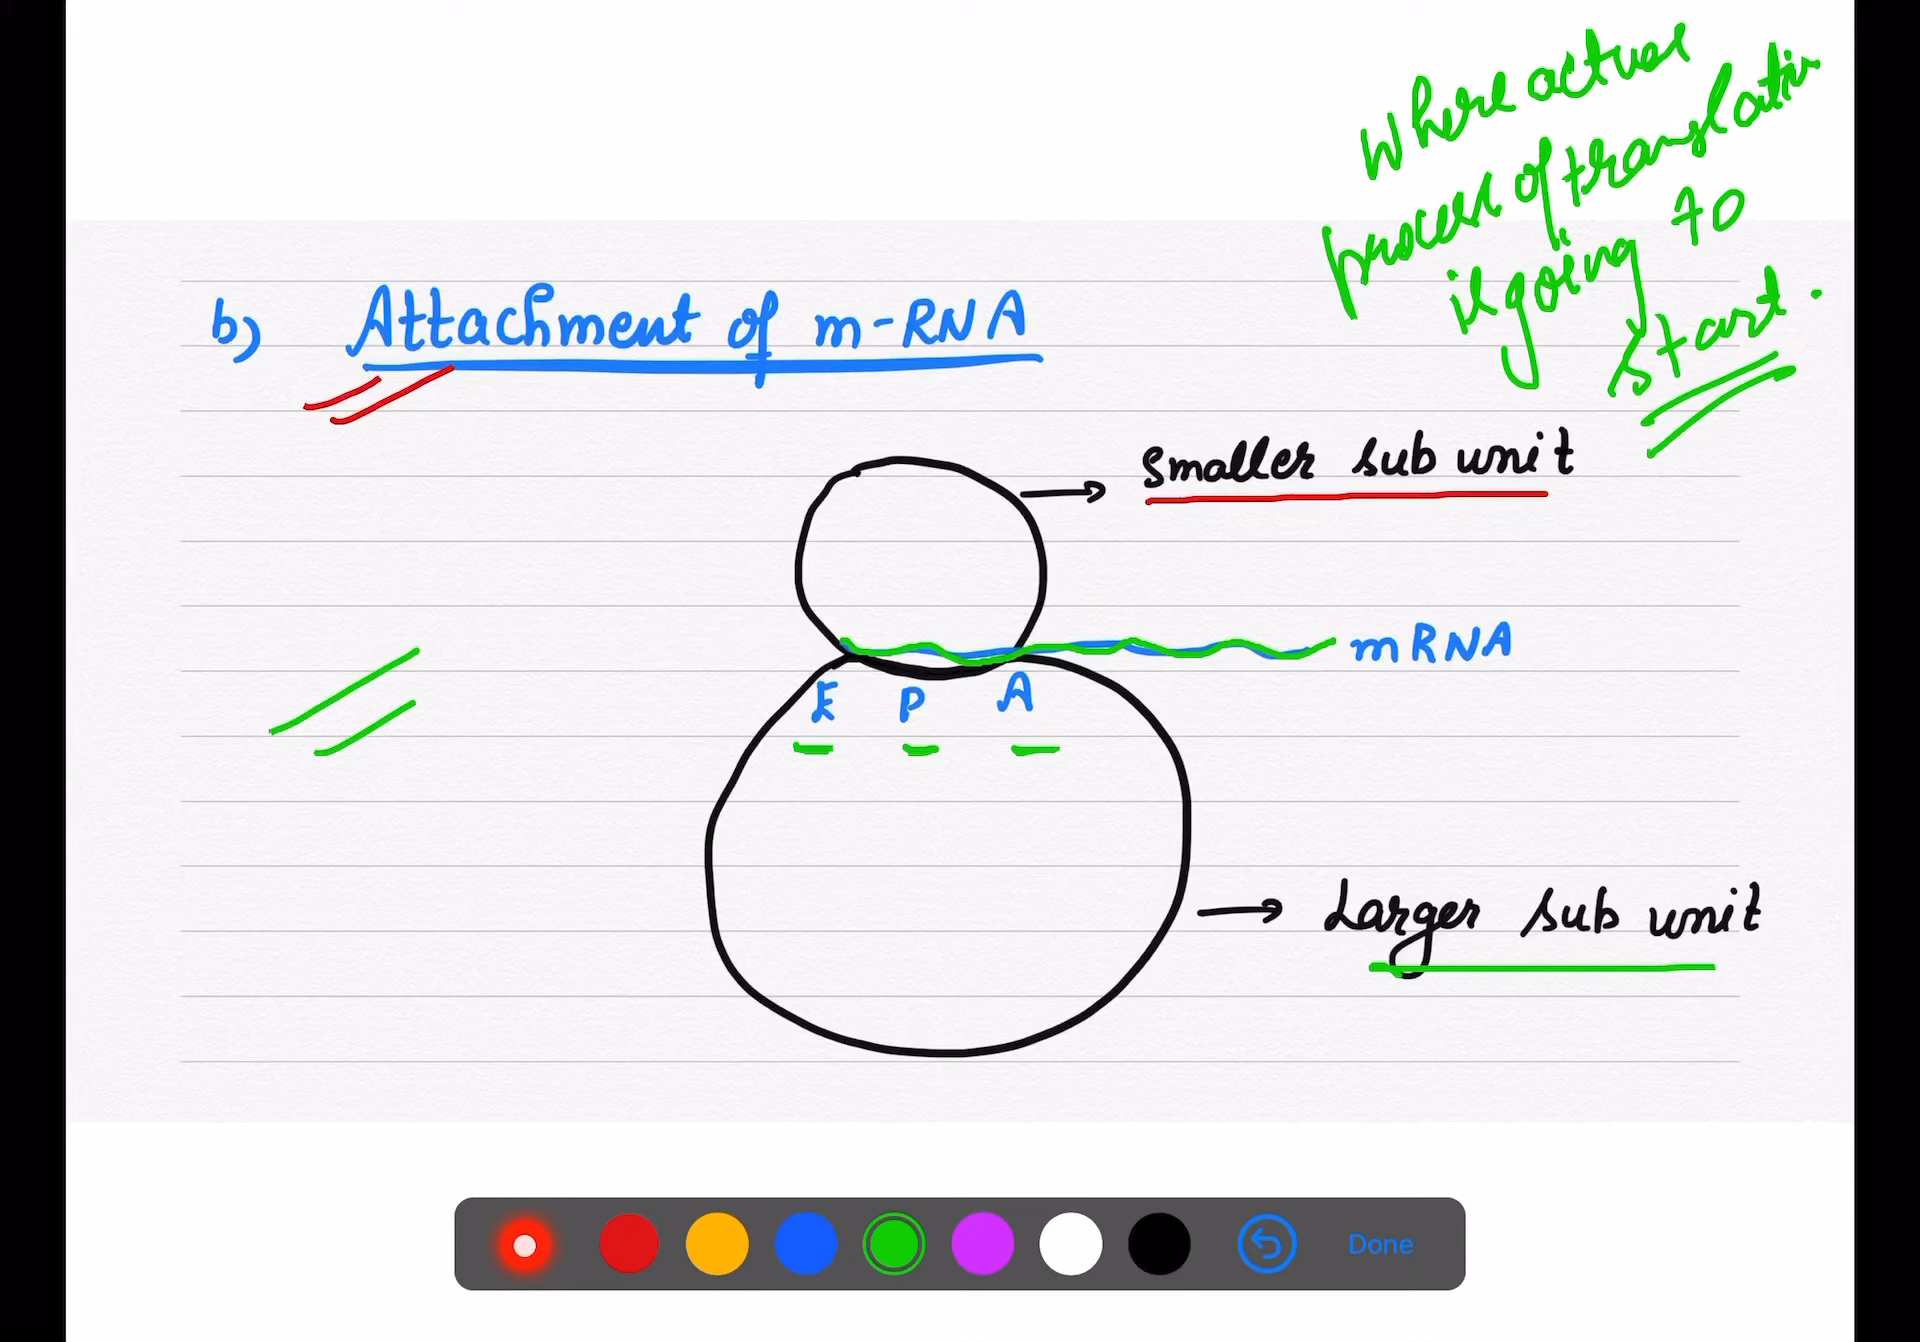 where actual
process of translation
is going to
start.
b) Attachment of m-RNA
smaller sub unit
mRNA
E P A
Larger sub unit
Done